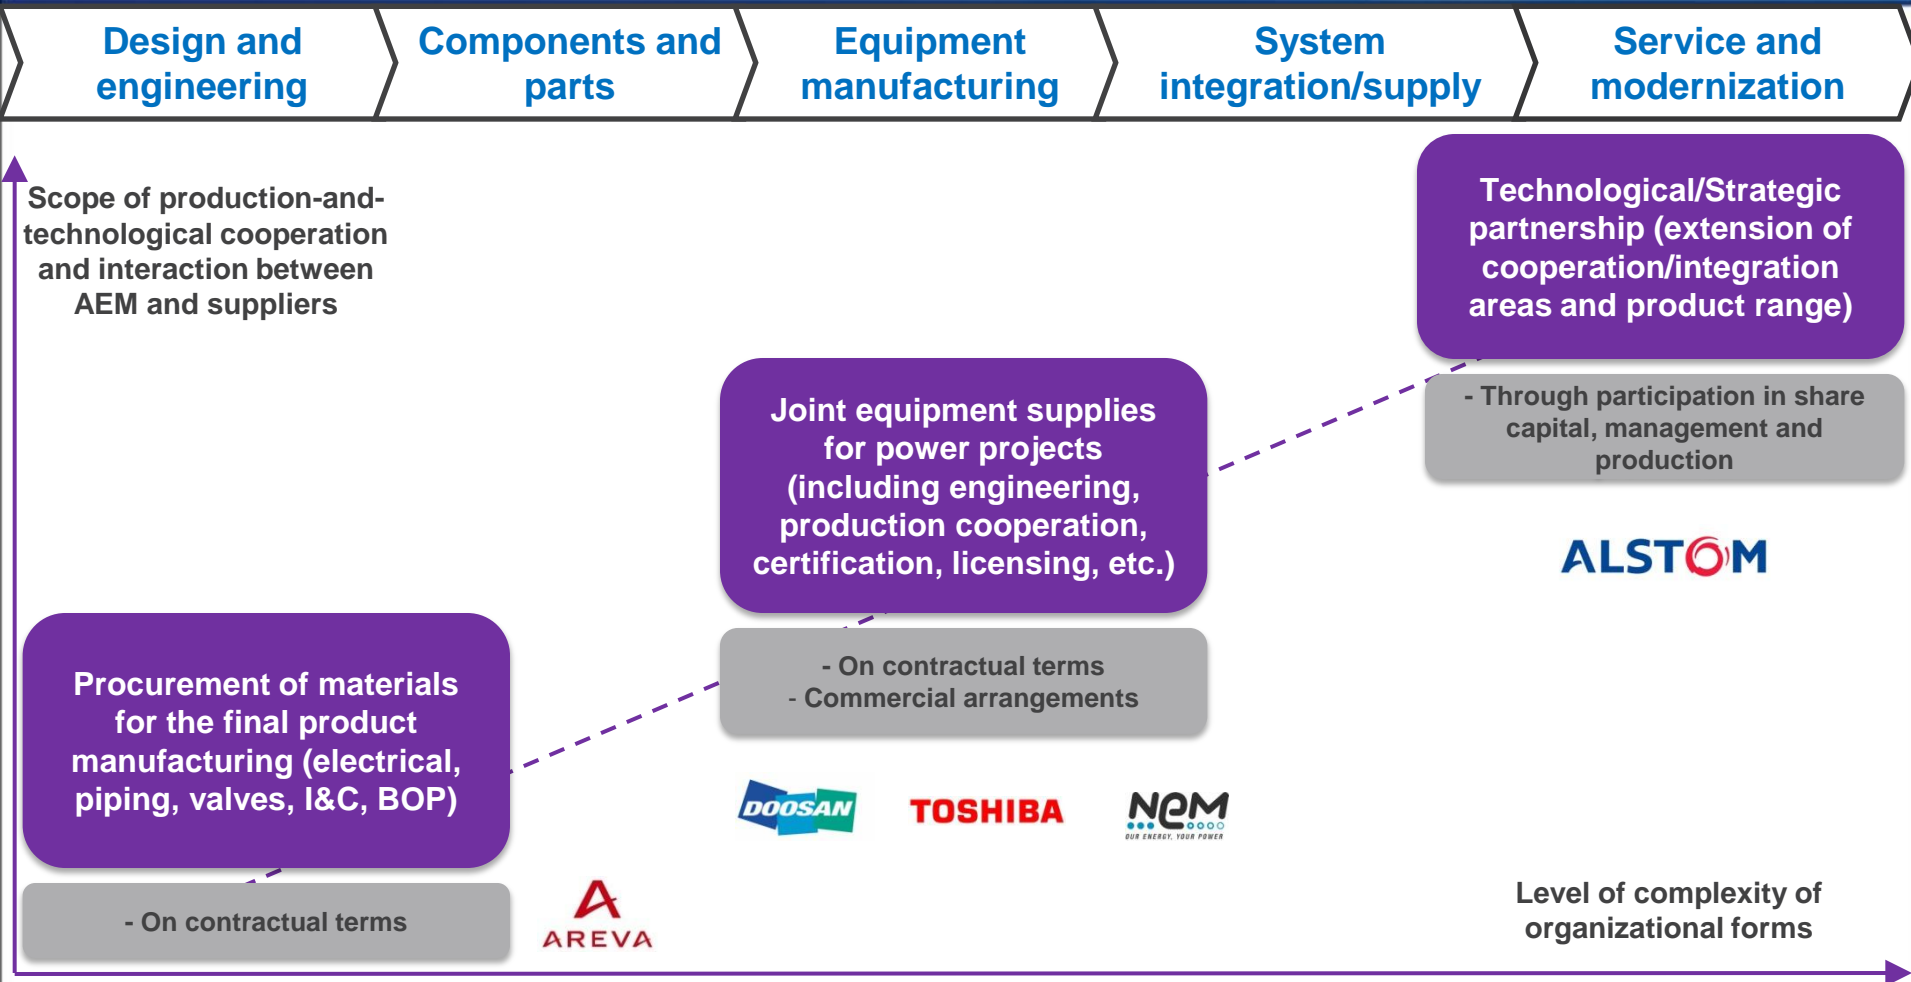 Design and
engineering
Components and
parts
Equipment
manufacturing
System
integration/supply
Service and
modernization
Scope of production-and-
technological cooperation
and interaction between
AEM and suppliers
Technological/Strategic
partnership (extension of
cooperation/integration
areas and product range)
- Through participation in share
capital, management and
production
ALSTOM
Joint equipment supplies
for power projects
(including engineering,
production cooperation,
certification, licensing, etc.)
- On contractual terms
- Commercial arrangements
DOOSAN
TOSHIBA
NEM
OUR ENERGY, YOUR POWER
Procurement of materials
for the final product
manufacturing (electrical,
piping, valves, I&C, BOP)
- On contractual terms
AREVA
Level of complexity of
organizational forms